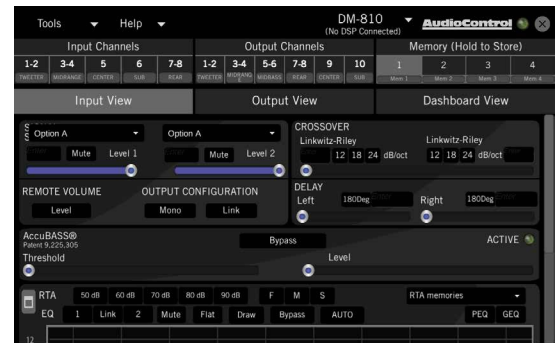 Tools Help DM-810 AudioControl
(No DSP Connected)
Input Channels Output Channels Memory (Hold to Store)
1-2 3-4 5 6 7-8 1-2 3-4 5-6 7-8 9 10 1 2 3 4
TWEETER MIDRANGE CENTER SUB REAR TWEETER MIDRANG E MIDBASS REAR CENTER SUB Mem 1 Mem 2 Mem 3 Mem 4
Input View Output View Dashboard View
Option A Option A
Mute Level 1 Mute Level 2
CROSSOVER
Linkwitz-Riley Linkwitz-Riley
12 18 24 dB/oct 12 18 24 dB/oct
REMOTE VOLUME OUTPUT CONFIGURATION
Level Mono Link
DELAY
Left 180Deg Right 180Deg
AccuBASS® Bypass ACTIVE
Patent 9,225,305
Threshold Level
RTA 50 dB 60 dB 70 dB 80 dB 90 dB F M S RTA memories
EQ 1 Link 2 Mute Flat Draw Bypass AUTO PEQ GEQ
12